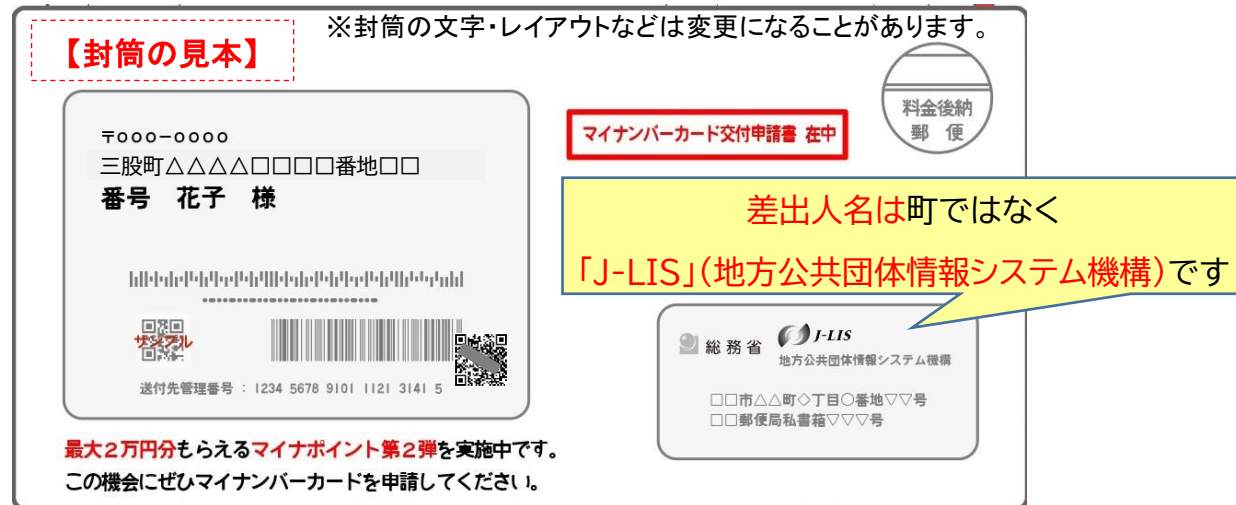 ※封筒の文字・レイアウトなどは変更になることがあります。
【封筒の見本】
料金後納
郵 便
マイナンバーカード交付申請書 在中
〒000-0000
三股町△△△△□□□□番地□□
番号 花子 様
差出人名は町ではなく
「J-LIS」(地方公共団体情報システム機構)です
サンプル
送付先管理番号 : 1234 5678 9101 1121 3141 5
総務省
J-LIS
地方公共団体情報システム機構
□□市△△町◇丁目○番地▽▽号
□□郵便局私書箱▽▽▽号
最大2万円分もらえるマイナポイント第2弾を実施中です。
この機会にぜひマイナンバーカードを申請してください。